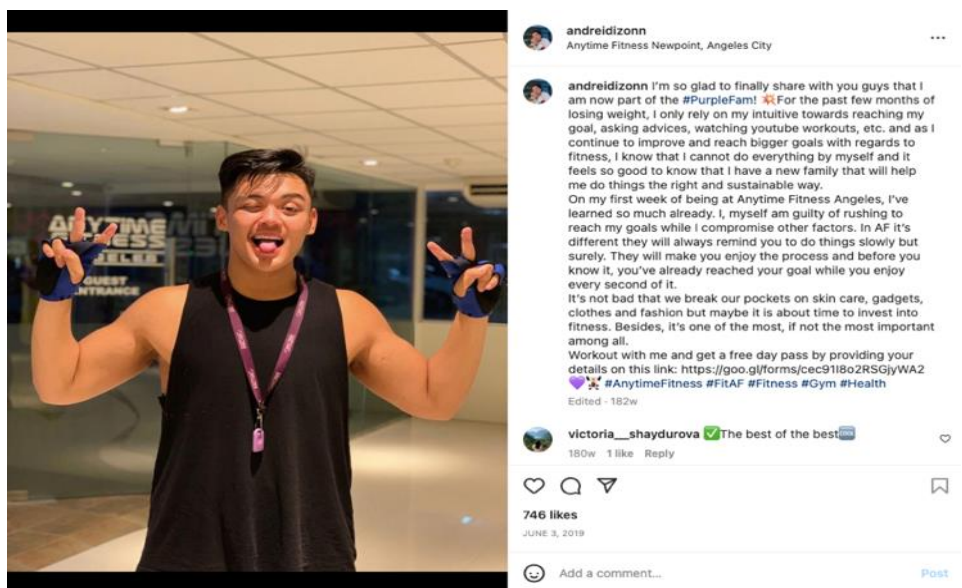 ANYTIME
FITNESS
ANGELES
GUEST
ENTRANCE
andreidizonn
Anytime Fitness Newpoint, Angeles City
andreidizonn I'm so glad to finally share with you guys that I
am now part of the #PurpleFam! 💥For the past few months of
losing weight, I only rely on my intuitive towards reaching my
goal, asking advices, watching youtube workouts, etc. and as I
continue to improve and reach bigger goals with regards to
fitness, I know that I cannot do everything by myself and it
feels so good to know that I have a new family that will help
me do things the right and sustainable way.
On my first week of being at Anytime Fitness Angeles, I've
learned so much already. I, myself am guilty of rushing to
reach my goals while I compromise other factors. In AF it's
different they will always remind you to do things slowly but
surely. They will make you enjoy the process and before you
know it, you've already reached your goal while you enjoy
every second of it.
It's not bad that we break our pockets on skin care, gadgets,
clothes and fashion but maybe it is about time to invest into
fitness. Besides, it's one of the most, if not the most important
among all.
Workout with me and get a free day pass by providing your
details on this link: https://goo.gl/forms/cec91I8o2RSGjyWA2
💜🏋 #AnytimeFitness #FitAF #Fitness #Gym #Health
Edited · 182w
victoria__shaydurova ✅The best of the best🆒
180w 1 like Reply
746 likes
JUNE 3, 2019
Add a comment...
Post